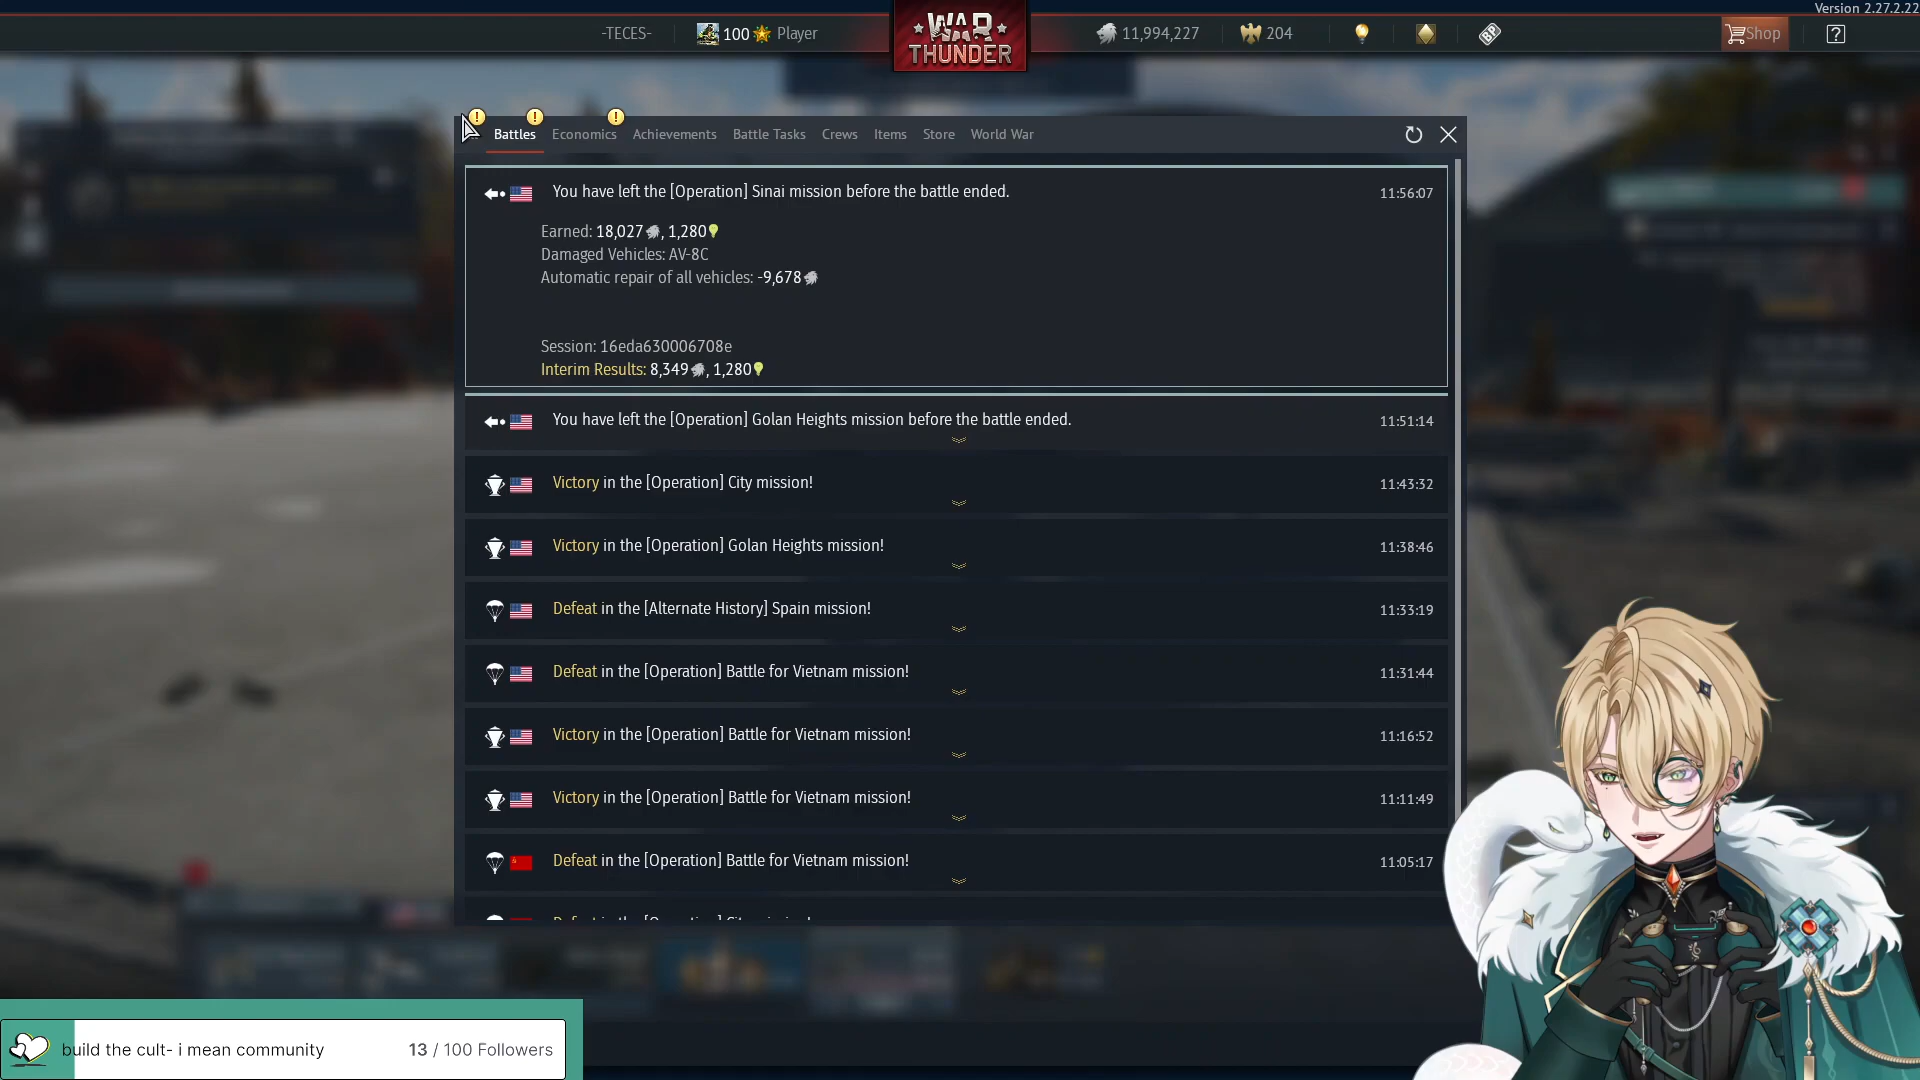 Version 2.27.2.22
-TECES-
100 Player
WAR
THUNDER
11,994,227
204
BP
Shop
?
Battles
Economics
Achievements
Battle Tasks
Crews
Items
Store
World War
You have left the [Operation] Sinai mission before the battle ended.
11:56:07
Earned: 18,027, 1,280
Damaged Vehicles: AV-8C
Automatic repair of all vehicles: -9,678
Session: 16eda630006708e
Interim Results: 8,349, 1,280
You have left the [Operation] Golan Heights mission before the battle ended.
11:51:14
Victory in the [Operation] City mission!
11:43:32
Victory in the [Operation] Golan Heights mission!
11:38:46
Defeat in the [Alternate History] Spain mission!
11:33:19
Defeat in the [Operation] Battle for Vietnam mission!
11:31:44
Victory in the [Operation] Battle for Vietnam mission!
11:16:52
Victory in the [Operation] Battle for Vietnam mission!
11:11:49
Defeat in the [Operation] Battle for Vietnam mission!
11:05:17
build the cult- i mean community
13 / 100 Followers